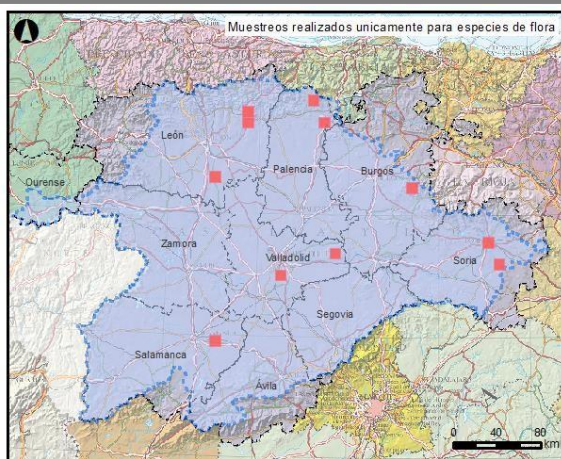 Muestreos realizados unicamente para especies de flora
León
Palencia
Burgos
Ourense
Zamora
Valladolid
Soria
Segovia
Salamanca
Ávila
0 40 80
km